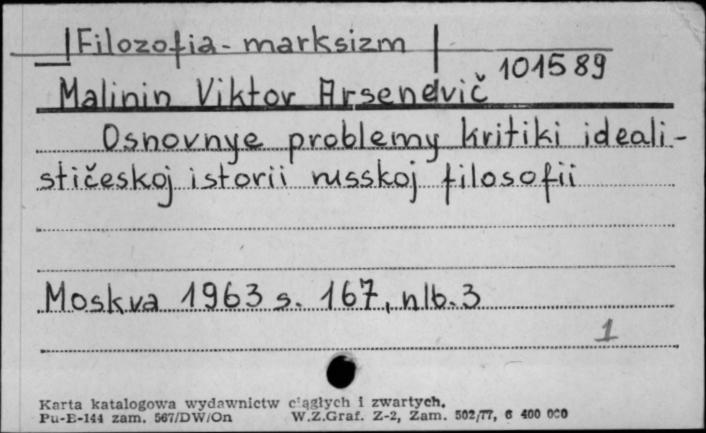 Filozofia - marksizm
101589
Malinin Viktor Arsenevič
Osnovnye problemy kritiki ideali-
stičeskoj istorii russkoj filosofii
Moskva 1963 s. 167, nlb. 3
1
Karta katalogowa wydawnictw ciągłych i zwartych.
Pu-E-144 zam. 567/DW/On W.Z.Graf. Z-2, Zam. 502/77, 6 400 000